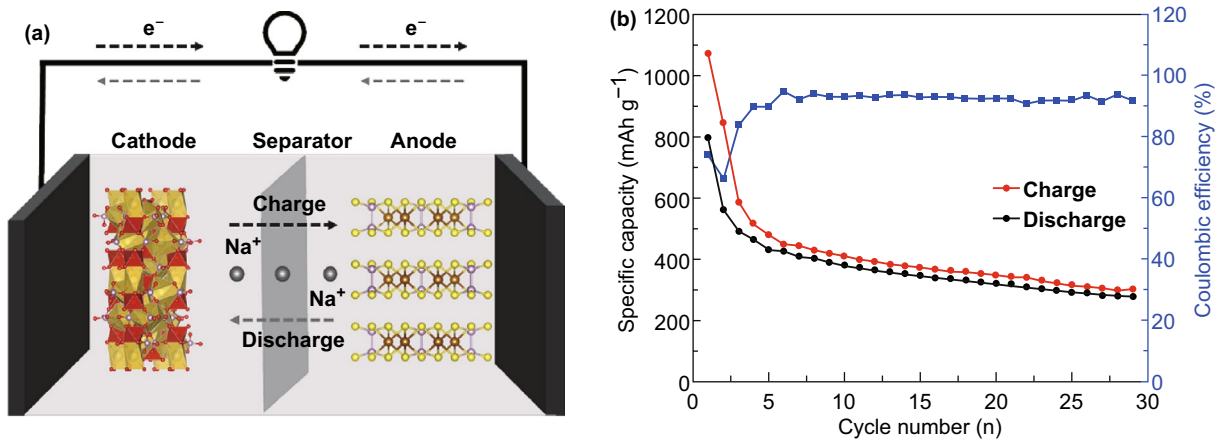 (a)
e⁻ e⁻
Cathode Separator Anode
Charge
Na⁺
Na⁺
Discharge
(b)
1200
1000
800
600
400
200
0
Specific capacity (mAh g⁻¹)
120
100
80
60
40
20
0
Coulombic efficiency (%)
Charge
Discharge
0 5 10 15 20 25 30
Cycle number (n)